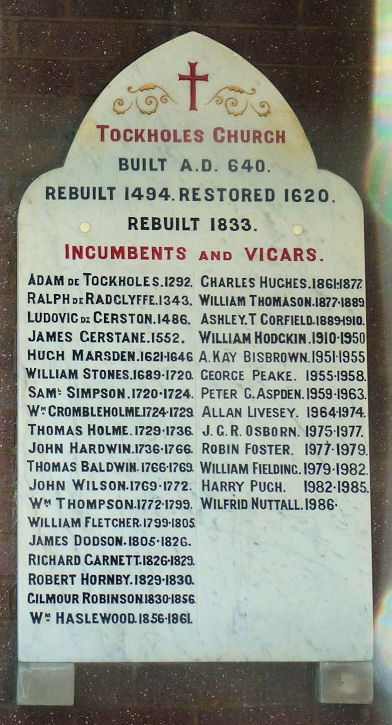 TOCKHOLES CHURCH
BUILT A.D. 640.
REBUILT 1494. RESTORED 1620.
REBUILT 1833.
INCUMBENTS AND VICARS.
ADAM DE TOCKHOLES. 1292.
RALPH DE RADCLYFFE. 1343.
LUDOVIC DE CERSTON. 1486.
JAMES GERSTANE. 1552.
HUGH MARSDEN. 1621-1646
WILLIAM STONES. 1689-1720.
SAML SIMPSON. 1720-1724.
WM CROMBLEHOLME. 1724-1729.
THOMAS HOLME. 1729-1736.
JOHN HARDWIN. 1736-1766.
THOMAS BALDWIN. 1766-1769.
JOHN WILSON. 1769-1772.
WM THOMPSON. 1772-1799.
WILLIAM FLETCHER. 1799-1805.
JAMES DODSON. 1805-1826.
RICHARD GARNETT. 1826-1829.
ROBERT HORNBY. 1829-1830.
GILMOUR ROBINSON. 1830-1856.
WM HASLEWOOD. 1856-1861.
CHARLES HUGHES. 1861-1877.
WILLIAM THOMASON. 1877-1889.
ASHLEY. T CORFIELD. 1889-1910.
WILLIAM HODGKIN. 1910-1950
A. KAY BISBROWN. 1951-1955
GEORGE PEAKE. 1955-1958.
PETER G. ASPDEN. 1959-1963.
ALLAN LIVESEY. 1964-1974.
J. G. R. OSBORN. 1975-1977.
ROBIN FOSTER. 1977-1979.
WILLIAM FIELDING. 1979-1982.
HARRY PUGH. 1982-1985.
WILFRID NUTTALL. 1986-